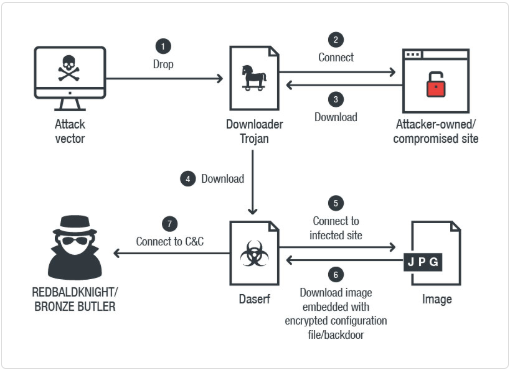 1
Drop
2
Connect
3
Download
Attack
vector
Downloader
Trojan
Attacker-owned/
compromised site
4 Download
5
Connect to
infected site
7
Connect to C&C
JPG
6
Download image
embedded with
encrypted configuration
file/backdoor
REDBALDKNIGHT/
BRONZE BUTLER
Daserf
Image